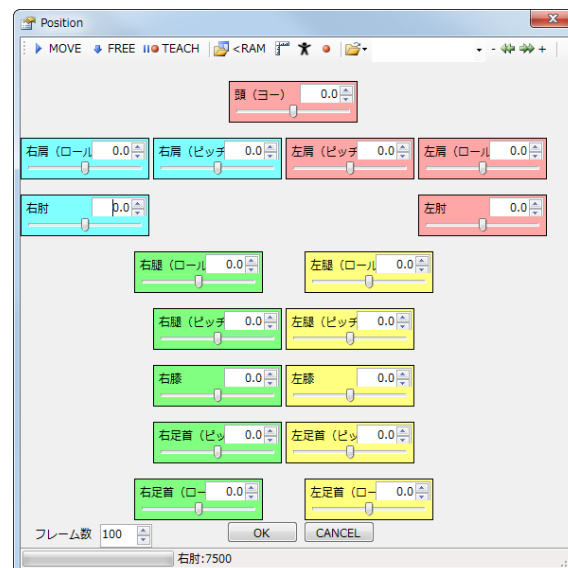 Position
MOVE FREE TEACH <RAM - +
頭（ヨー） 0.0
右肩（ロール 0.0 右肩（ピッチ 0.0 左肩（ピッチ 0.0 左肩（ロール 0.0
右肘 0.0 左肘 0.0
右腿（ロール 0.0 左腿（ロール 0.0
右腿（ピッチ 0.0 左腿（ピッチ 0.0
右膝 0.0 左膝 0.0
右足首（ピッ 0.0 左足首（ピッ 0.0
右足首（ロー 0.0 左足首（ロー 0.0
フレーム数 100 OK CANCEL
右肘:7500